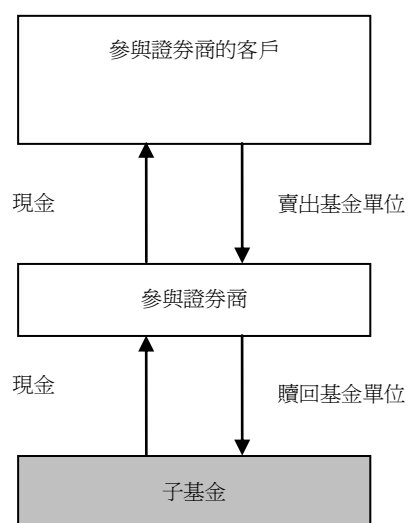 參與證券商的客戶
現金
賣出基金單位
參與證券商
現金
贖回基金單位
子基金